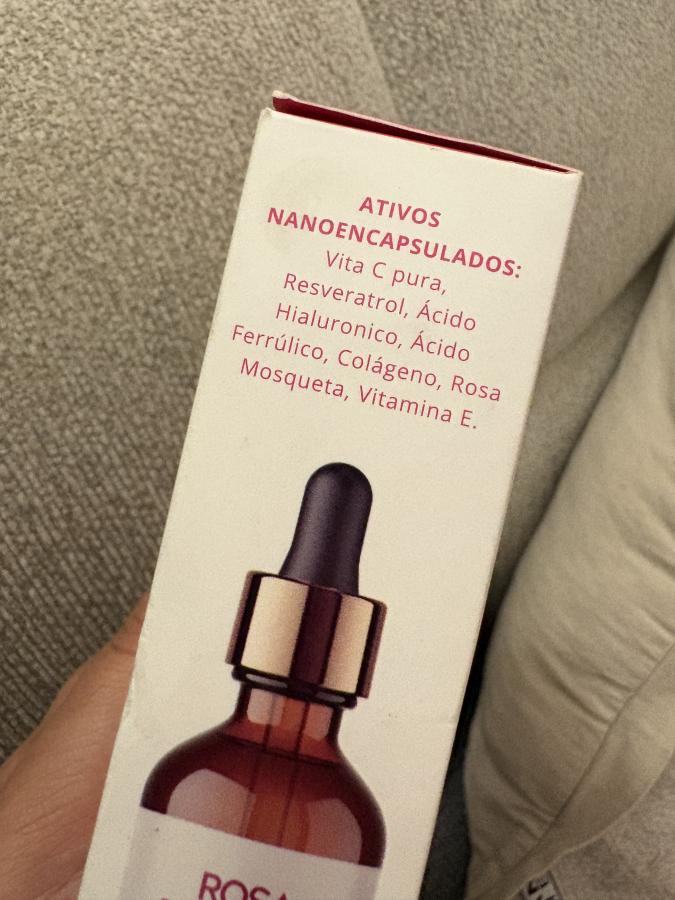 ATIVOS
NANOENCAPSULADOS:
Vita C pura,
Resveratrol, Ácido
Hialuronico, Ácido
Ferrúlico, Colágeno, Rosa
Mosqueta, Vitamina E.